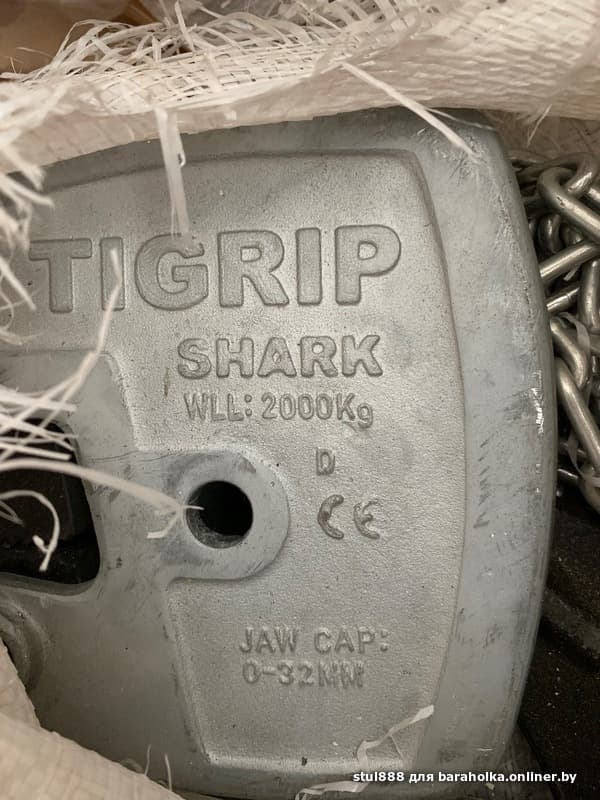 TIGRIP
SHARK
WLL: 2000Kg
D
CE
JAW CAP:
0-32MM
stul888 для baraholka.onliner.by